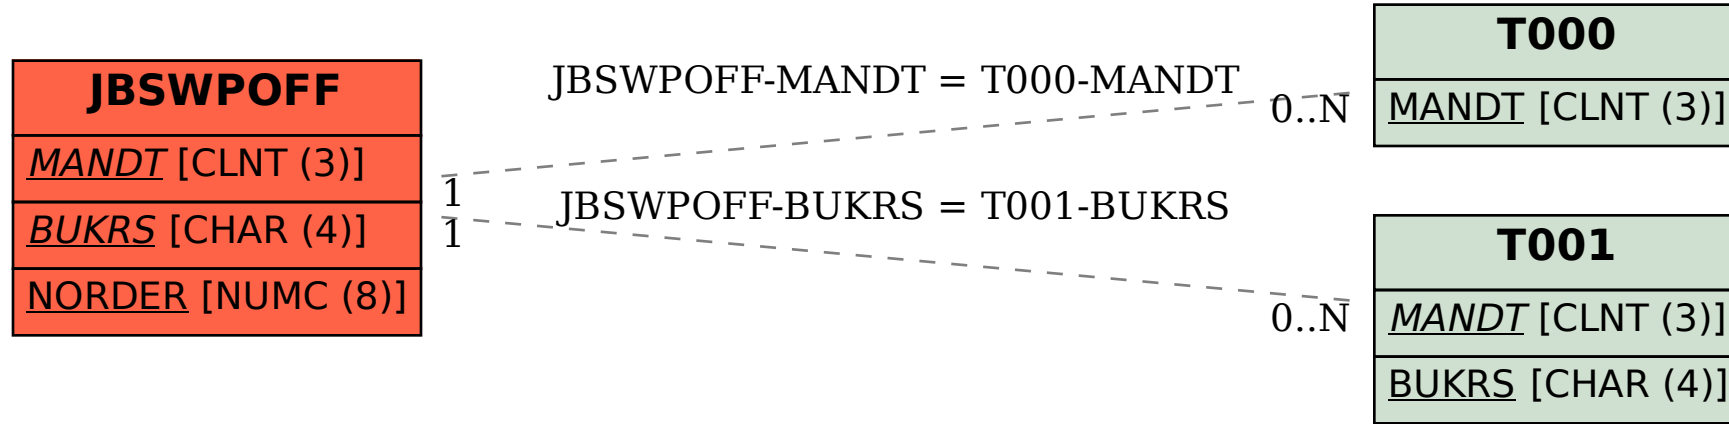 JBSWPOFF
MANDT [CLNT (3)]
BUKRS [CHAR (4)]
NORDER [NUMC (8)]
JBSWPOFF-MANDT = T000-MANDT
1
0..N
JBSWPOFF-BUKRS = T001-BUKRS
1
0..N
T000
MANDT [CLNT (3)]
T001
MANDT [CLNT (3)]
BUKRS [CHAR (4)]